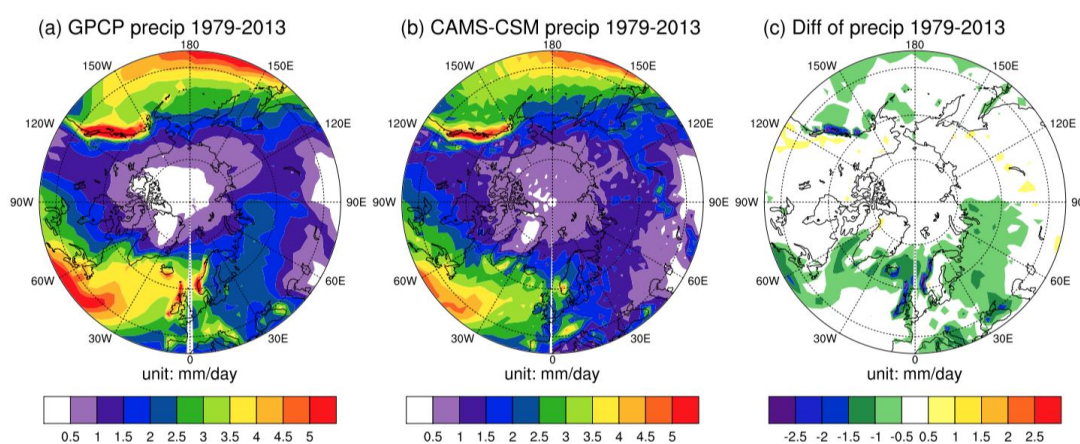 (a) GPCP precip 1979-2013
180
150W
150E
120W
120E
90W
90E
60W
60E
30W
30E
0
unit: mm/day
0.5 1 1.5 2 2.5 3 3.5 4 4.5 5
(b) CAMS-CSM precip 1979-2013
180
150W
150E
120W
120E
90W
90E
60W
60E
30W
30E
0
unit: mm/day
0.5 1 1.5 2 2.5 3 3.5 4 4.5 5
(c) Diff of precip 1979-2013
180
150W
150E
120W
120E
90W
90
60W
60E
30W
30E
0
unit: mm/day
-2.5 -2 -1.5 -1 -0.5 0.5 1 1.5 2 2.5